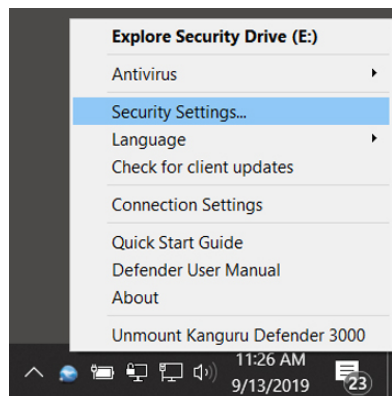 Explore Security Drive (E:)
Antivirus
Security Settings...
Language
Check for client updates
Connection Settings
Quick Start Guide
Defender User Manual
About
Unmount Kanguru Defender 3000
11:26 AM
9/13/2019
23